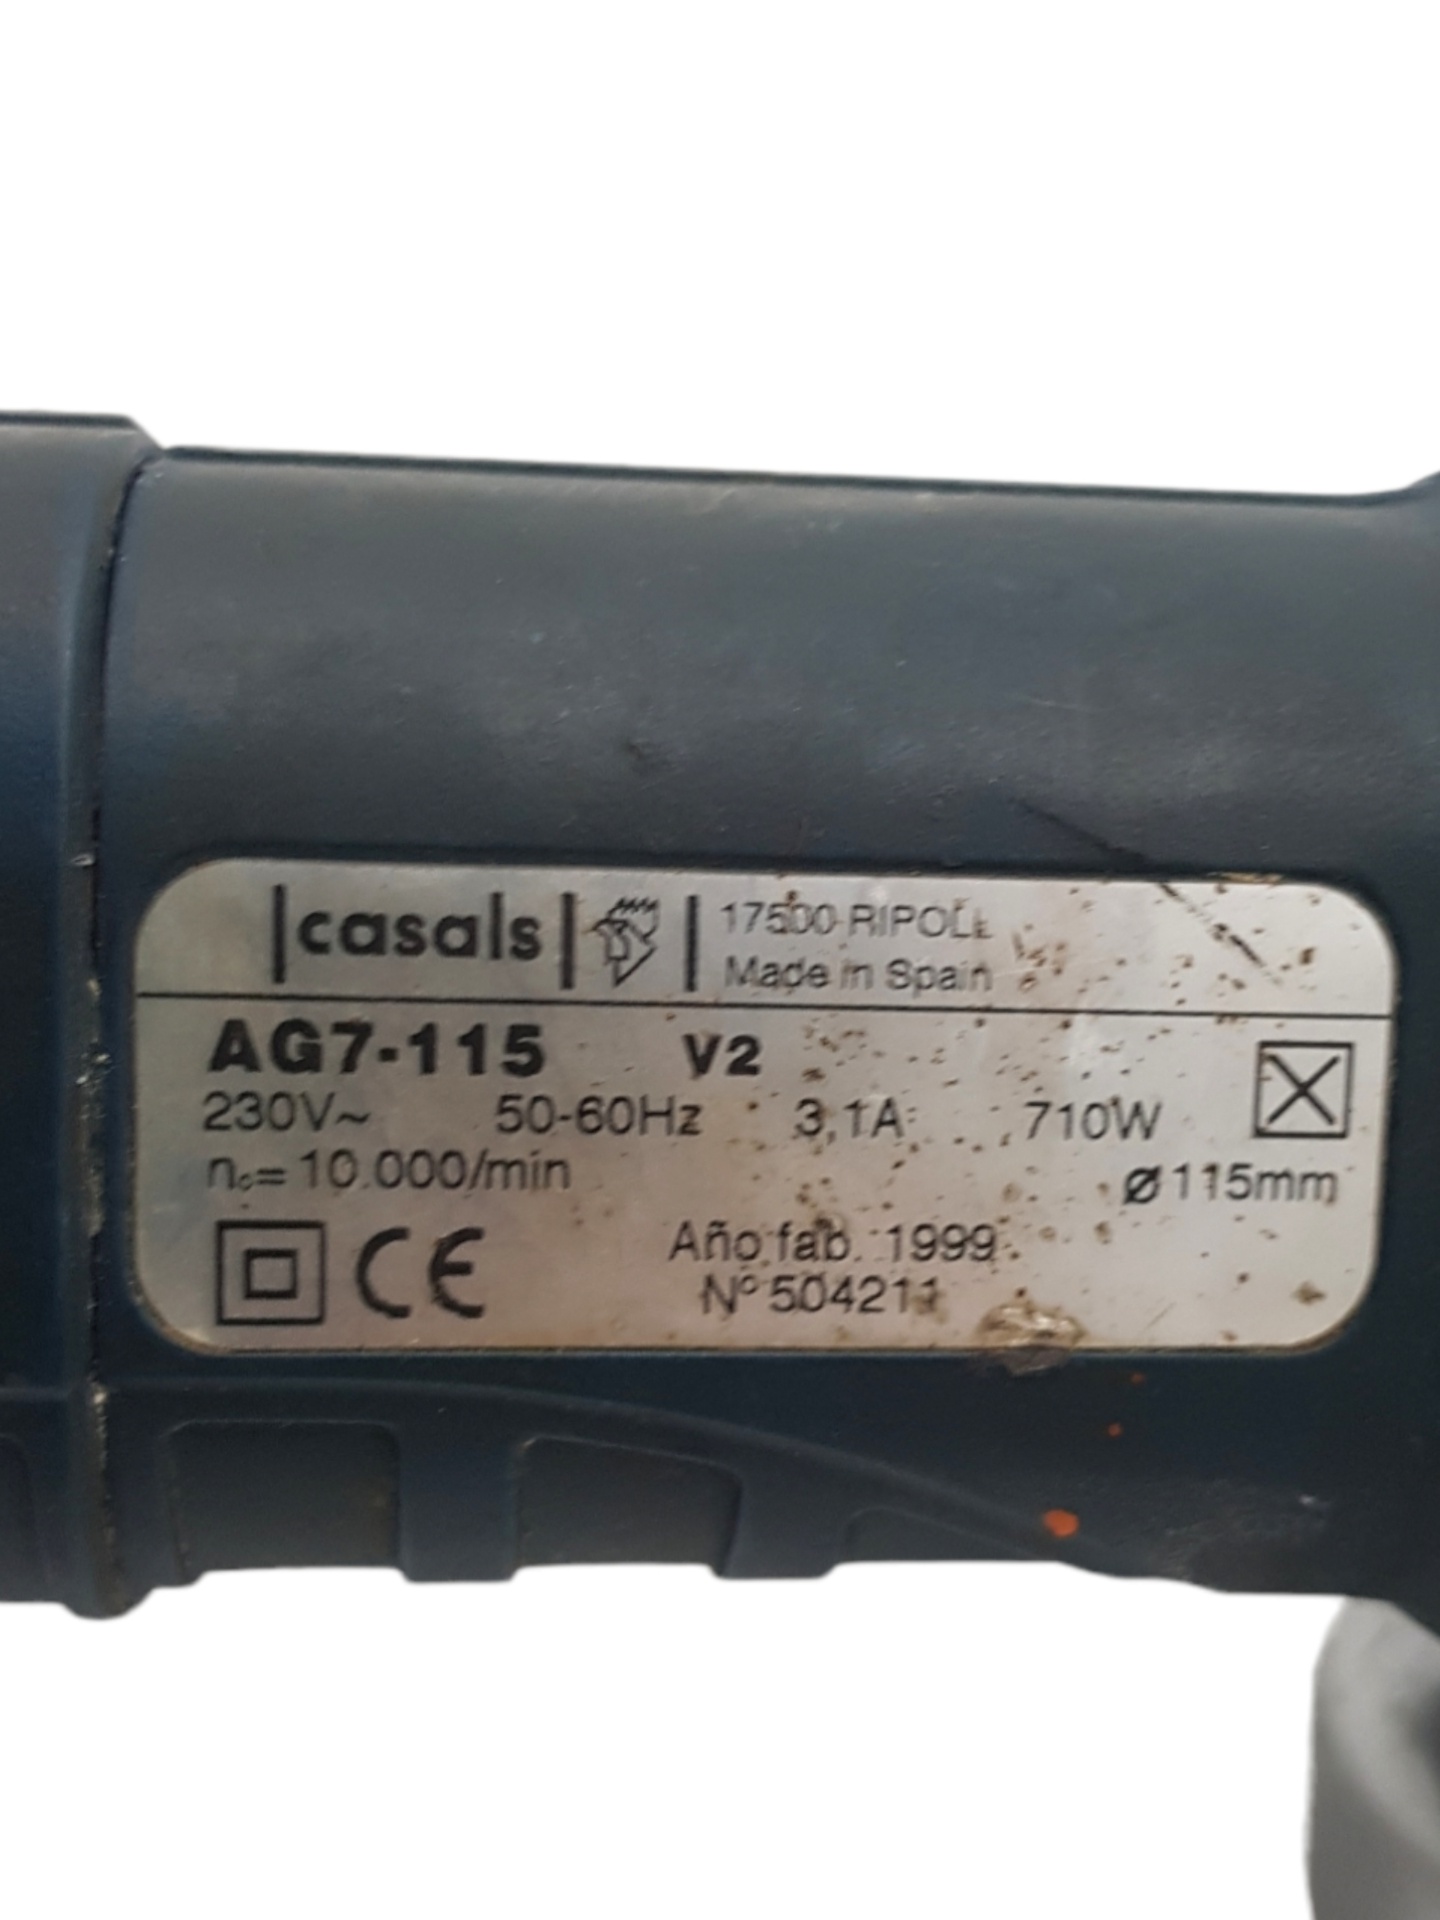 casals 17500 RIPOLL
Made in Spain
AG7-115 V2
230V~ 50-60Hz 3,1A 710W
no= 10.000/min ø115mm
CE Año fab. 1999
Nº 504211